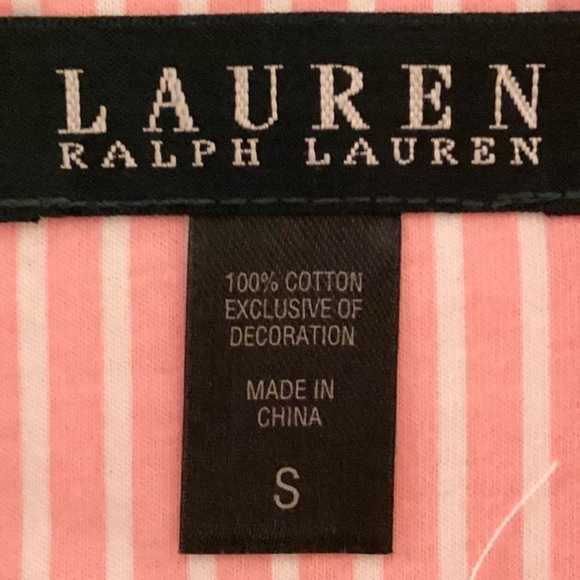 LAUREN
RALPH LAUREN
100% COTTON
EXCLUSIVE OF
DECORATION
MADE IN
CHINA
S